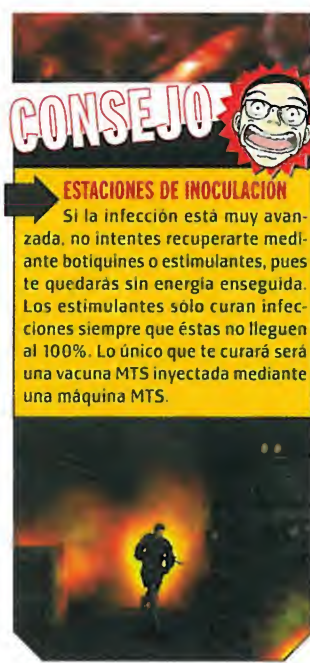 CONSEJO
ESTACIONES DE INOCULACIÓN
Si la infección está muy avan-
zada, no intentes recuperarte medi-
ante botiquines o estimulantes, pues
te quedarás sin energía enseguida.
Los estimulantes sólo curan infec-
ciones siempre que éstas no lleguen
al 100%. Lo único que te curará será
una vacuna MTS inyectada mediante
una máquina MTS.